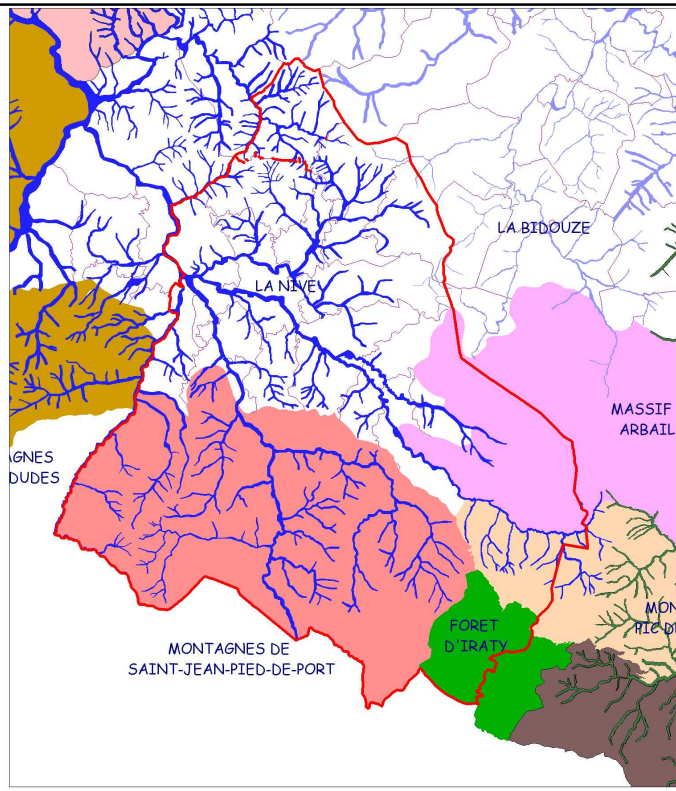 LA BIDOUZE
LA NIVE
MASSIF
ARBAIL
AGNES
DUDES
FORET
D'IRATY
MON
PIC D
MONTAGNES DE
SAINT-JEAN-PIED-DE-PORT